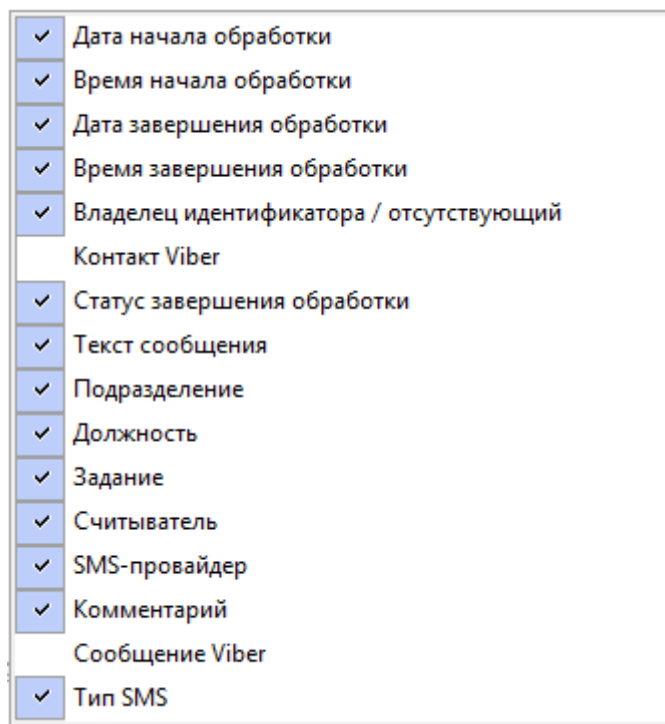 Дата начала обработки
Время начала обработки
Дата завершения обработки
Время завершения обработки
Владелец идентификатора / отсутствующий
Контакт Viber
Статус завершения обработки
Текст сообщения
Подразделение
Должность
Задание
Считыватель
SMS-провайдер
Комментарий
Сообщение Viber
Тип SMS